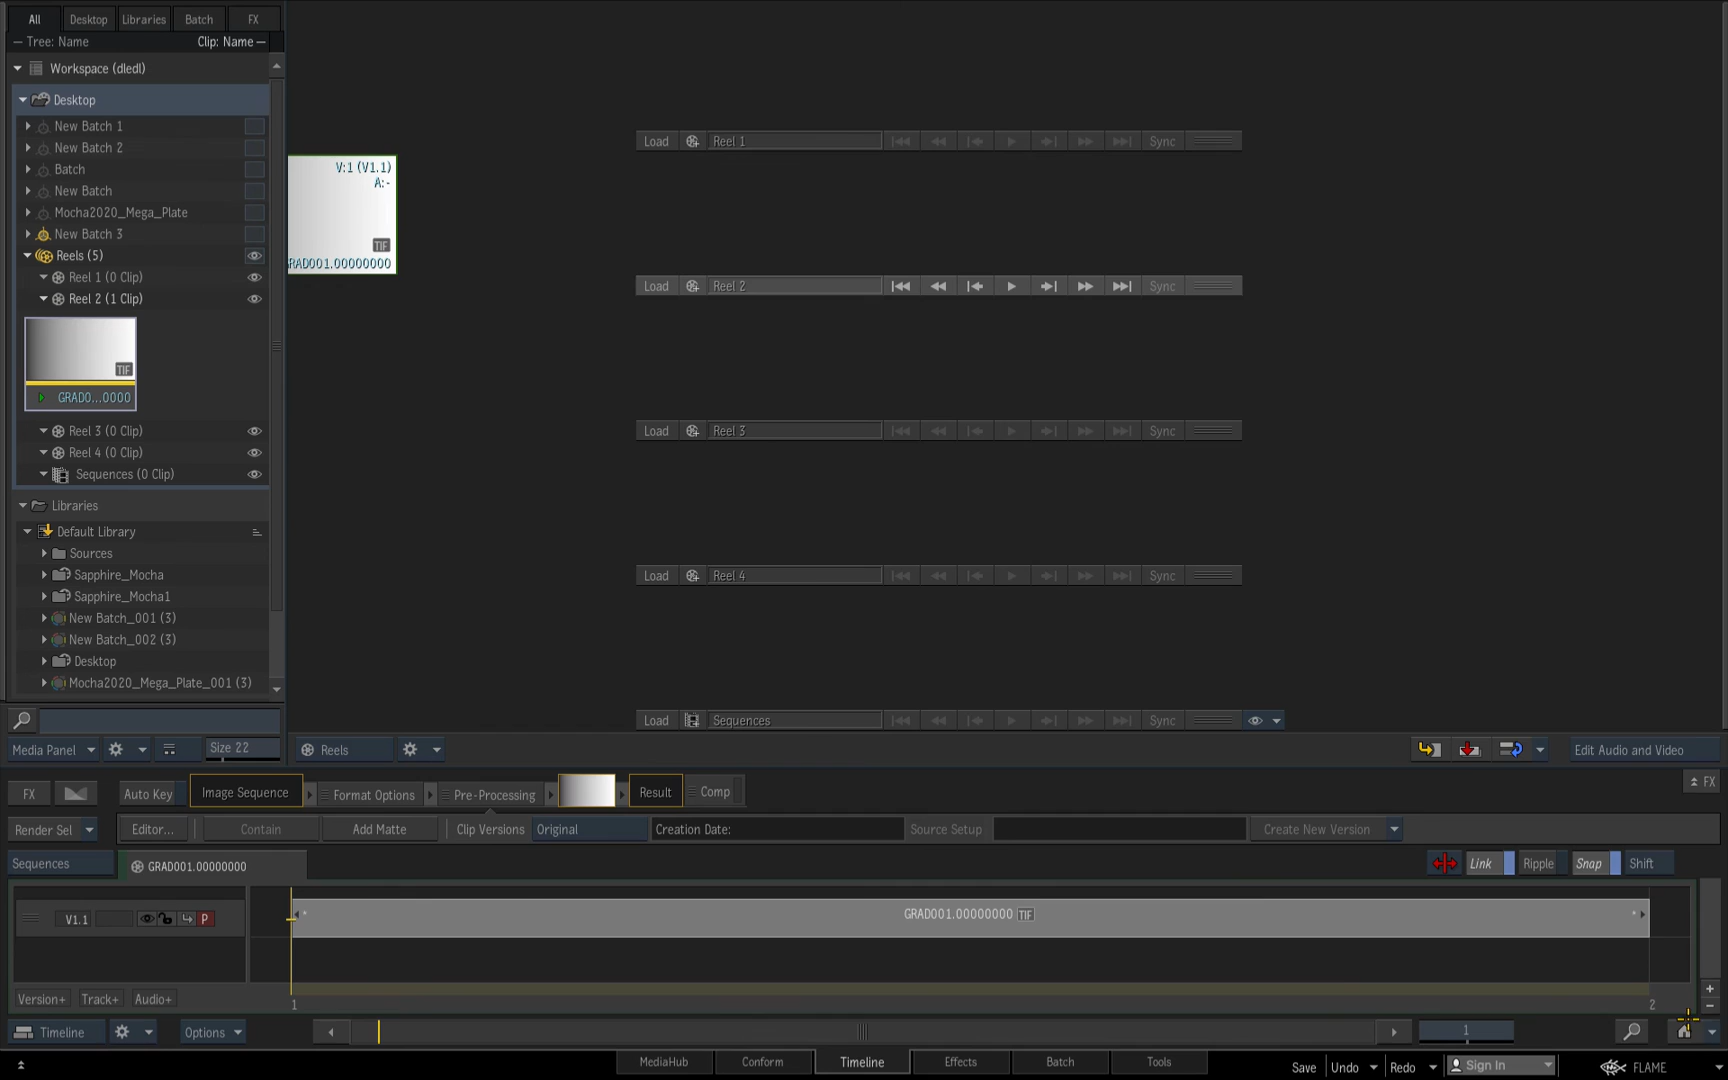 All Desktop Libraries Batch FX
Tree: Name Clip: Name
Workspace (dledl)
Desktop
New Batch 1
New Batch 2
Batch
New Batch
Mocha2020_Mega_Plate
New Batch 3
Reels (5)
Reel 1 (0 Clip)
Reel 2 (1 Clip)
TIF
GRADO...0000
Reel 3 (0 Clip)
Reel 4 (0 Clip)
Sequences (0 Clip)
Libraries
Default Library
Sources
Sapphire_Mocha
Sapphire_Mocha1
New Batch_001 (3)
New Batch_002 (3)
Desktop
Mocha2020_Mega_Plate_001 (3)
Media Panel Size 22
V:1 (V1.1)
A:-
TIF
GRAD001.00000000
Load Reel 1 Sync
Load Reel 2 Sync
Load Reel 3 Sync
Load Reel 4 Sync
Load Sequences Sync
Reels Edit Audio and Video
FX Auto Key Image Sequence Format Options Pre-Processing Result Comp FX
Render Sel Editor... Contain Add Matte Clip Versions Original Creation Date: Source Setup Create New Version
Sequences GRAD001.00000000 Link Ripple Snap Shift
V1.1 P GRAD001.00000000 TIF
Version+ Track+ Audio+ 1 2
Timeline Options 1
MediaHub Conform Timeline Effects Batch Tools Save Undo Redo Sign In FLAME